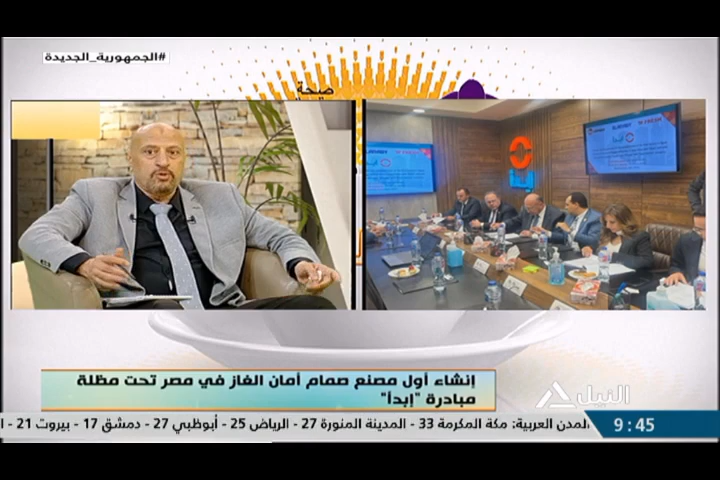 #الجمهورية_الجديدة
صحة
ابدأ
إنشاء أول مصنع صمام أمان الغاز في مصر تحت مظلة
مبادرة "إبدأ"
النيل
المدن العربية: مكة المكرمة 33 - المدينة المنورة 27 - الرياض 25 - أبوظبي 27 - دمشق 17 - بيروت 21 - ا
9:45